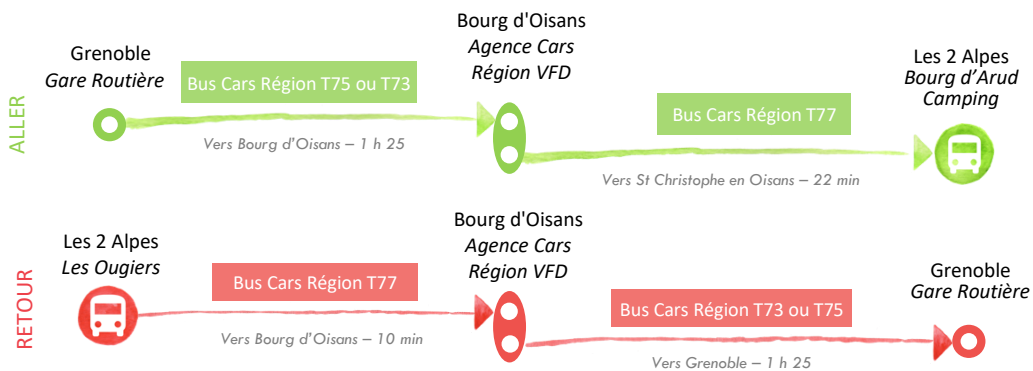 ALLER
Grenoble
Gare Routière
Bus Cars Région T75 ou T73
Vers Bourg d'Oisans – 1 h 25
Bourg d'Oisans
Agence Cars
Région VFD
Bus Cars Région T77
Vers St Christophe en Oisans – 22 min
Les 2 Alpes
Bourg d’Arud
Camping
RETOUR
Les 2 Alpes
Les Ougiers
Bus Cars Région T77
Vers Bourg d'Oisans – 10 min
Bourg d'Oisans
Agence Cars
Région VFD
Bus Cars Région T73 ou T75
Vers Grenoble – 1 h 25
Grenoble
Gare Routière